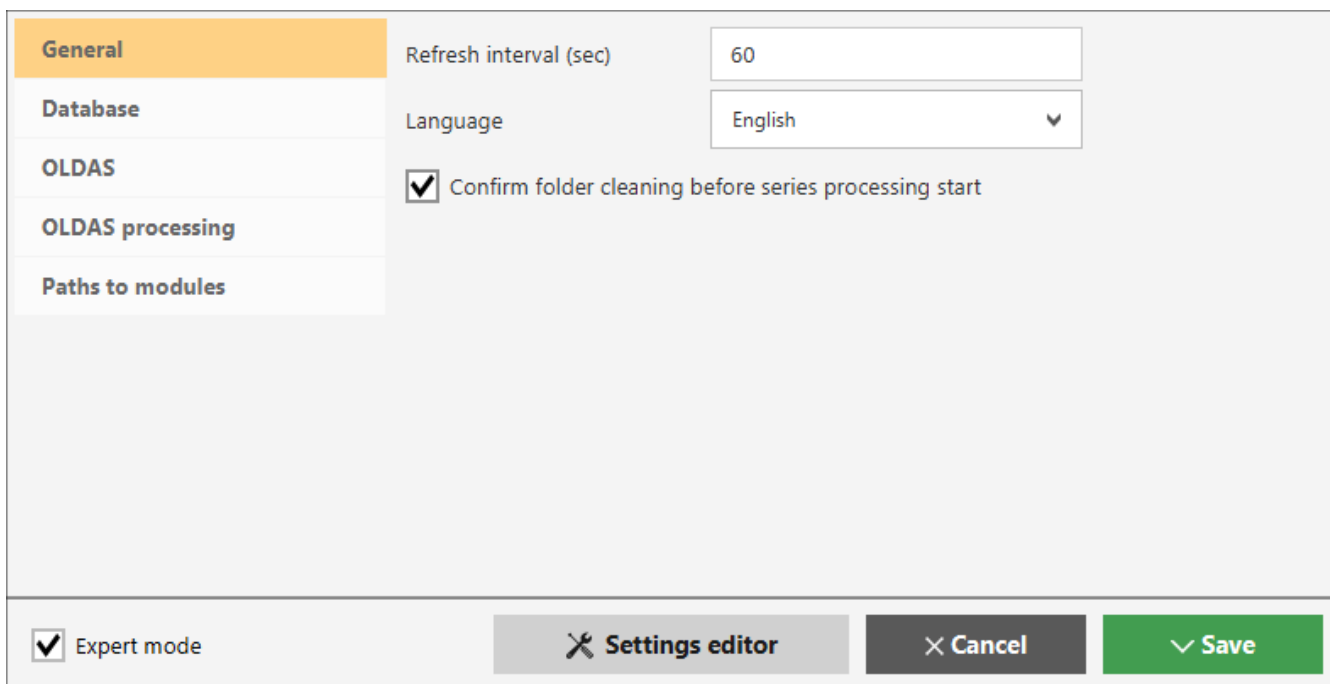 General
Database
OLDAS
OLDAS processing
Paths to modules
Refresh interval (sec) 60
Language English
Confirm folder cleaning before series processing start
Expert mode
Settings editor
Cancel
Save